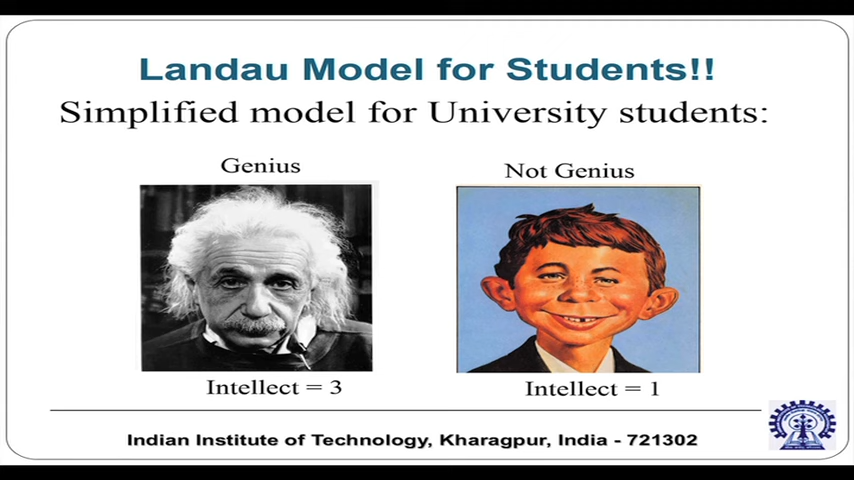 Landau Model for Students!!
Simplified model for University students:
Genius
Not Genius
Intellect = 3
Intellect = 1
Indian Institute of Technology, Kharagpur, India - 721302